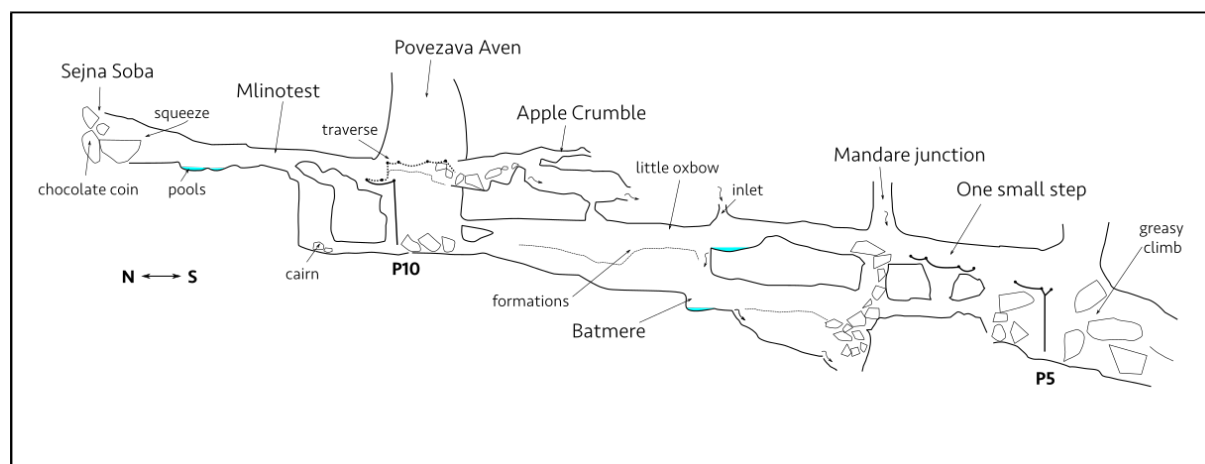 Povezava Aven
Sejna Soba
squeeze
Mlinotest
traverse
Apple Crumble
Mandare junction
little oxbow
inlet
One small step
greasy
climb
chocolate coin
pools
cairn
P10
N S
formations
Batmere
P5